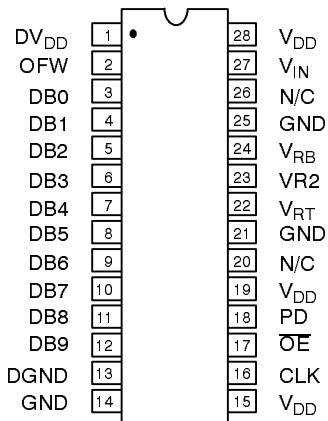 DVDD 1 28 VDD
OFW 2 27 VIN
DB0 3 26 N/C
DB1 4 25 GND
DB2 5 24 VRB
DB3 6 23 VR2
DB4 7 22 VRT
DB5 8 21 GND
DB6 9 20 N/C
DB7 10 19 VDD
DB8 11 18 PD
DB9 12 17 O̅E̅
DGND 13 16 CLK
GND 14 15 VDD